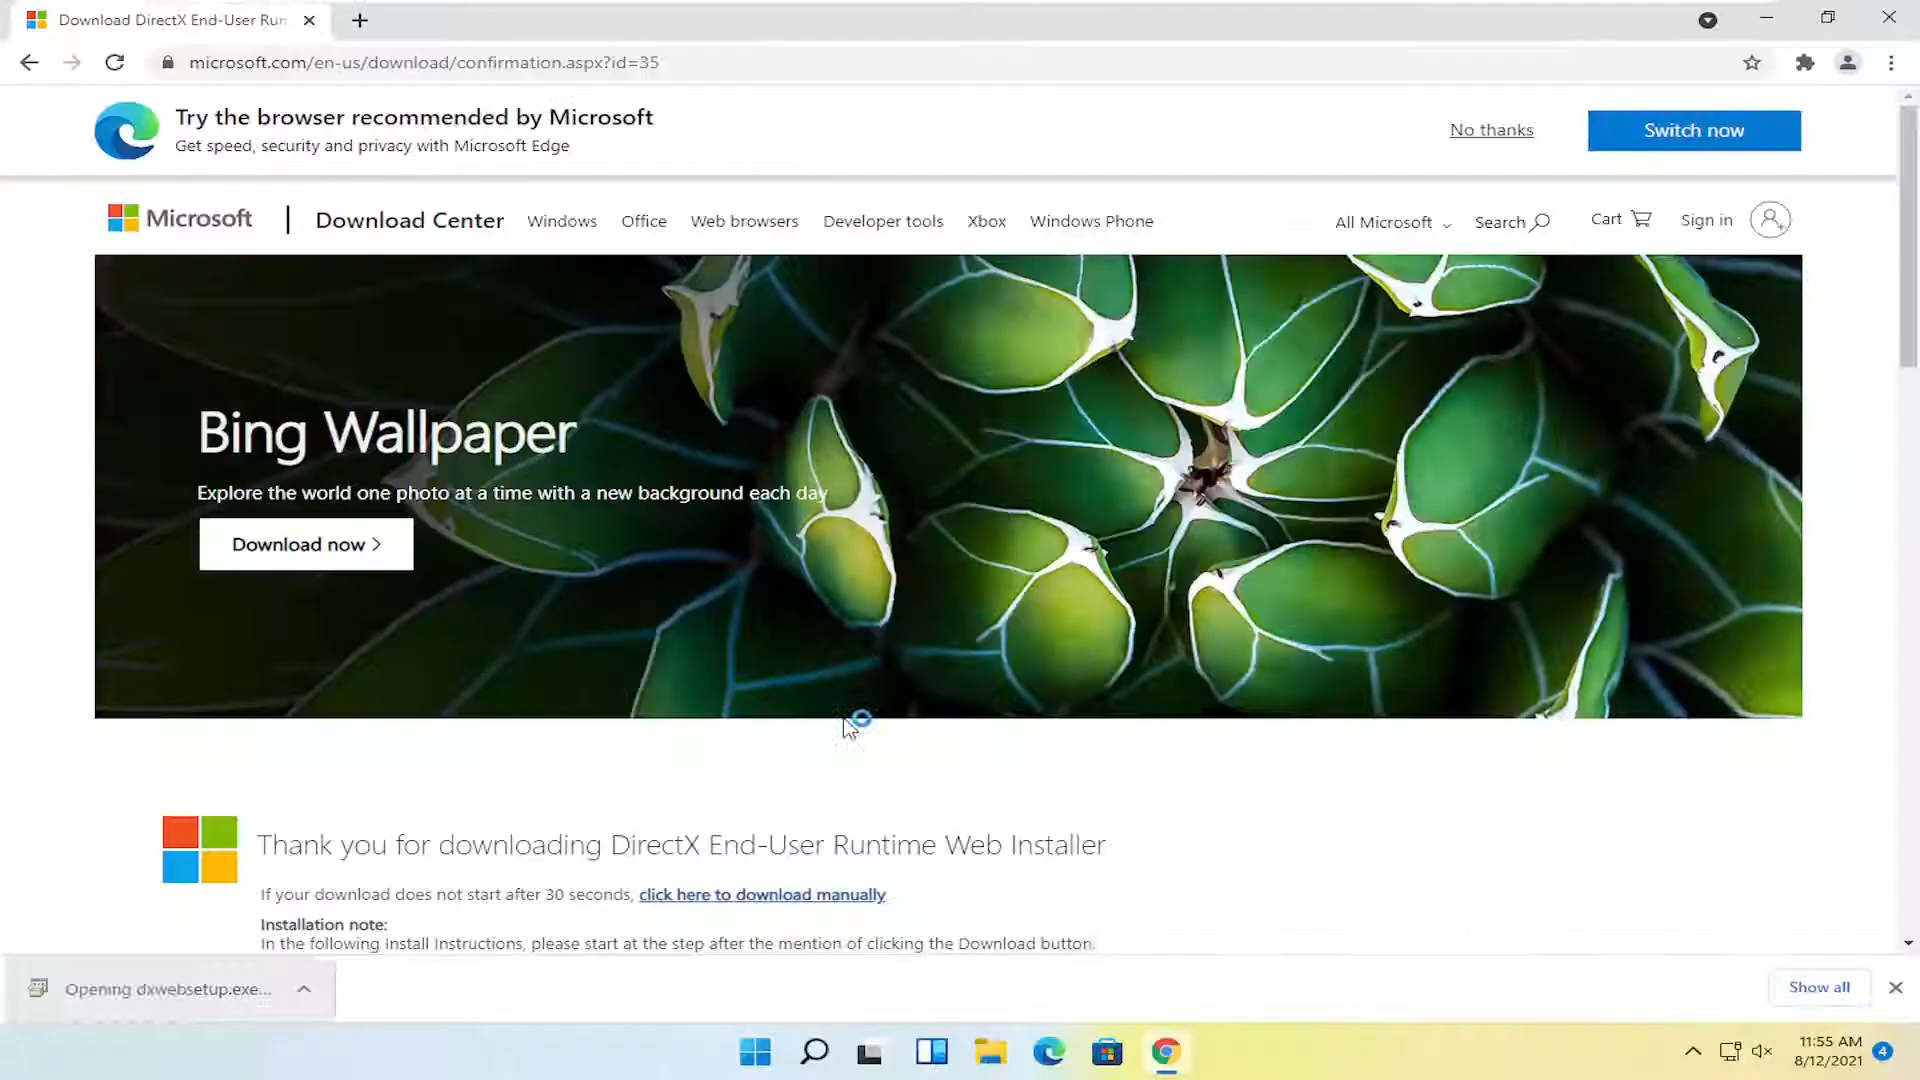 Download DirectX End-User Run
microsoft.com/en-us/download/confirmation.aspx?id=35
Try the browser recommended by Microsoft
Get speed, security and privacy with Microsoft Edge
No thanks
Switch now
Microsoft
Download Center
Windows
Office
Web browsers
Developer tools
Xbox
Windows Phone
All Microsoft
Search
Cart
Sign in
Bing Wallpaper
Explore the world one photo at a time with a new background each day
Download now >
Thank you for downloading DirectX End-User Runtime Web Installer
If your download does not start after 30 seconds, click here to download manually
Installation note:
In the following Install Instructions, please start at the step after the mention of clicking the Download button.
Opening dxwebsetup.exe...
Show all
11:55 AM
8/12/2021
4